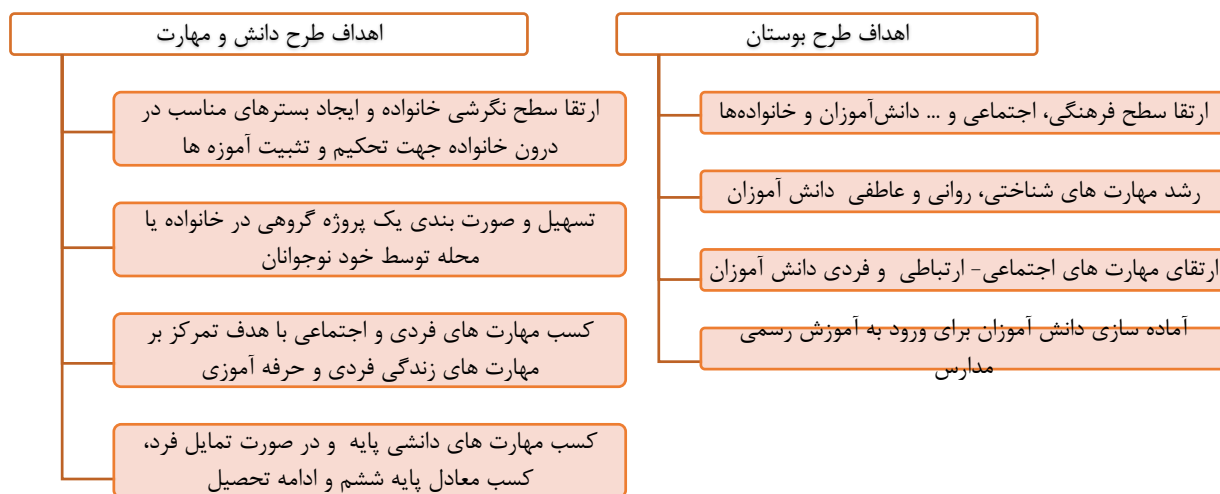 اهداف طرح بوستان
ارتقا سطح فرهنگی، اجتماعی و ... دانش‌آموزان و خانواده‌ها
رشد مهارت های شناختی، روانی و عاطفی دانش آموزان
ارتقای مهارت های اجتماعی- ارتباطی و فردی دانش آموزان
آماده سازی دانش آموزان برای ورود به آموزش رسمی
مدارس
اهداف طرح دانش و مهارت
ارتقا سطح نگرشی خانواده و ایجاد بسترهای مناسب در
درون خانواده جهت تحکیم و تثبیت آموزه ها
تسهیل و صورت بندی یک پروژه گروهی در خانواده یا
محله توسط خود نوجوانان
کسب مهارت های فردی و اجتماعی با هدف تمرکز بر
مهارت های زندگی فردی و حرفه آموزی
کسب مهارت های دانشی پایه و در صورت تمایل فرد،
کسب معادل پایه ششم و ادامه تحصیل